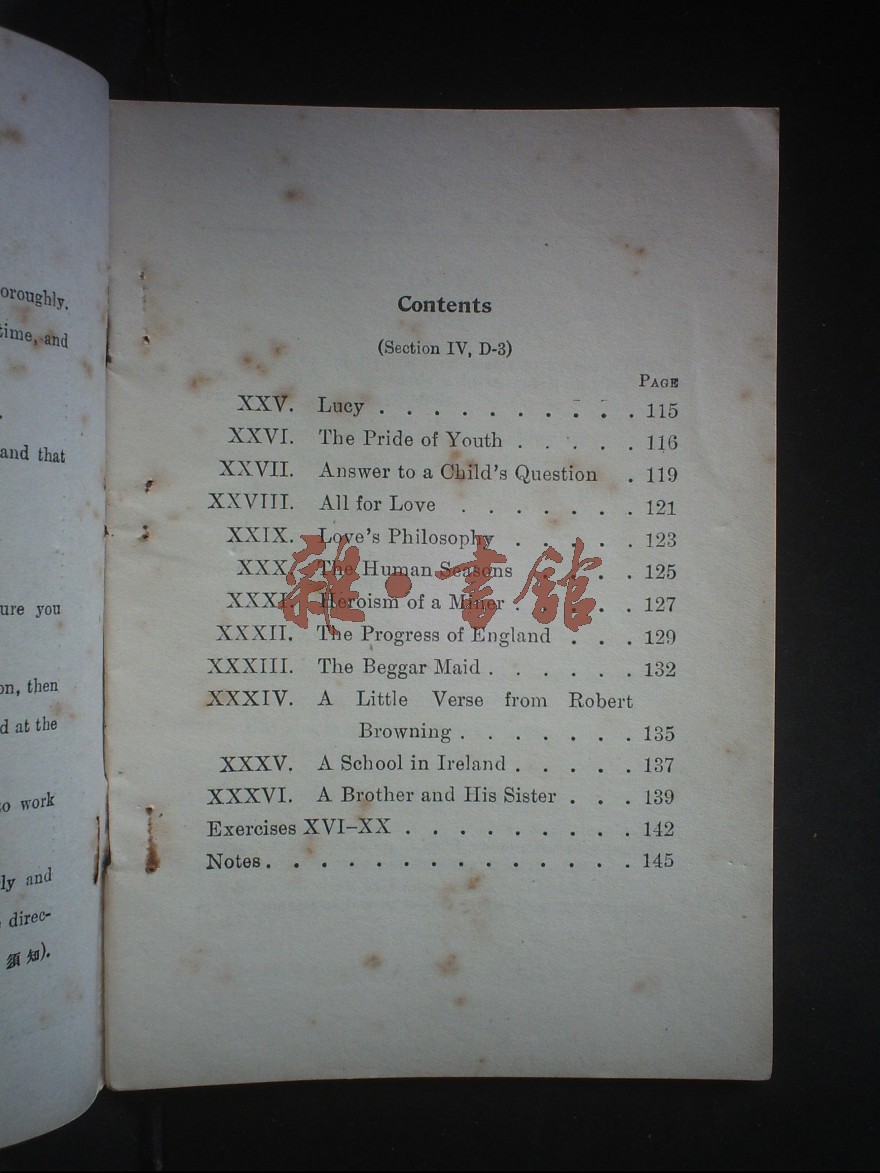 oroughly.
time, and
.
and that
ure you
on, then
d at the
to work
ly and
direc-
須知).
Contents
(Section IV, D-3)
PAGE
XXV. Lucy . . . . . . . . . . 115
XXVI. The Pride of Youth . . . . . 116
XXVII. Answer to a Child's Question . 119
XXVIII. All for Love . . . . . . . 121
XXIX. Love's Philosophy . . . . . 123
XXX. The Human Seasons . . . . 125
XXXI. Heroism of a Miner . . . . 127
XXXII. The Progress of England . . . 129
XXXIII. The Beggar Maid . . . . . . 132
XXXIV. A Little Verse from Robert
Browning . . . . . . . 135
XXXV. A School in Ireland . . . . . 137
XXXVI. A Brother and His Sister . . . 139
Exercises XVI–XX . . . . . . . . . 142
Notes . . . . . . . . . . . . . . 145
雜·書館